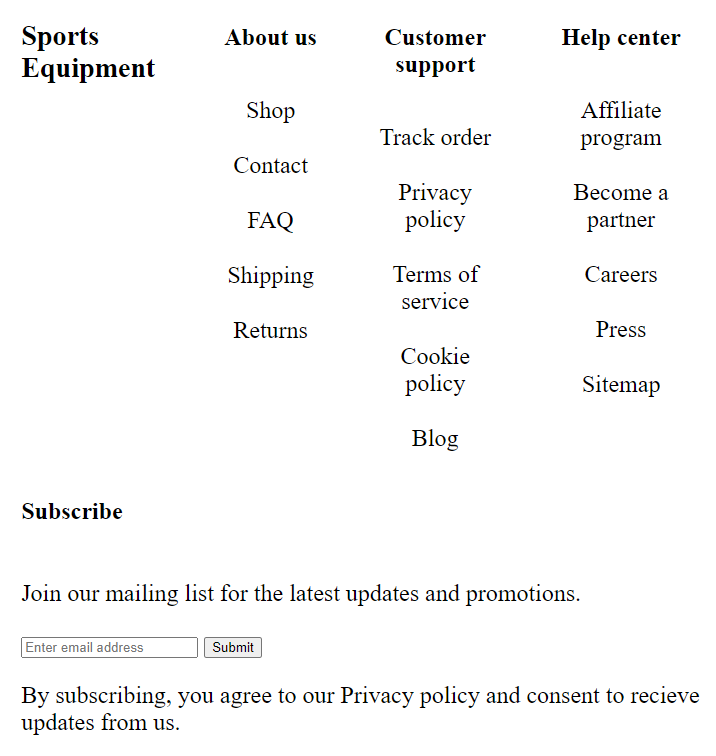 Sports
Equipment
About us
Shop
Contact
FAQ
Shipping
Returns
Customer
support
Track order
Privacy
policy
Terms of
service
Cookie
policy
Blog
Help center
Affiliate
program
Become a
partner
Careers
Press
Sitemap
Subscribe
Join our mailing list for the latest updates and promotions.
Enter email address Submit
By subscribing, you agree to our Privacy policy and consent to recieve
updates from us.